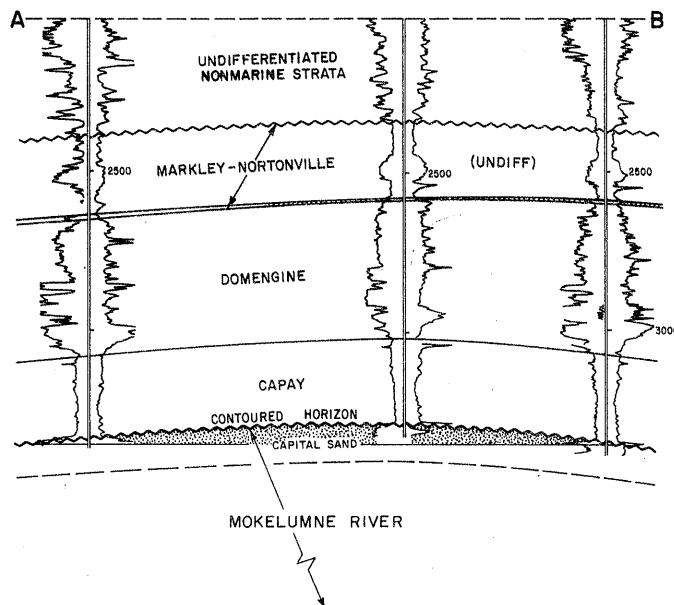 A
B
UNDIFFERENTIATED
NONMARINE STRATA
MARKLEY-NORTONVILLE
(UNDIFF)
2500
2500
2500
DOMENGINE
3000
CAPAY
CONTOURED HORIZON
CAPITAL SAND
MOKELUMNE RIVER